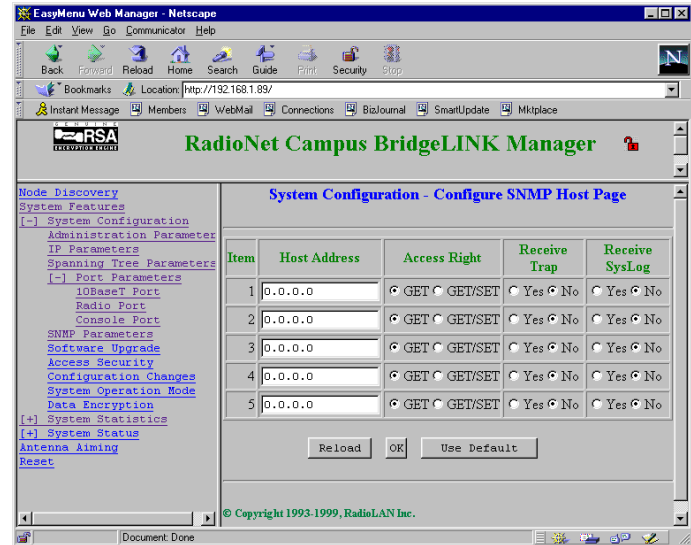 EasyMenu Web Manager - Netscape
File Edit View Go Communicator Help
Back Forward Reload Home Search Guide Print Security Stop
Bookmarks Location: http://192.168.1.89/
Instant Message Members WebMail Connections BizJournal SmartUpdate Mktplace
GENUINE
RSA
ENCRYPTION ENGINE
RadioNet Campus BridgeLINK Manager
Node Discovery
System Features
[-] System Configuration
Administration Parameter
IP Parameters
Spanning Tree Parameters
[-] Port Parameters
10BaseT Port
Radio Port
Console Port
SNMP Parameters
Software Upgrade
Access Security
Configuration Changes
System Operation Mode
Data Encryption
[+] System Statistics
[+] System Status
Antenna Aiming
Reset
System Configuration - Configure SNMP Host Page
Item Host Address Access Right Receive Trap Receive SysLog
1 0.0.0.0 GET GET/SET Yes No Yes No
2 0.0.0.0 GET GET/SET Yes No Yes No
3 0.0.0.0 GET GET/SET Yes No Yes No
4 0.0.0.0 GET GET/SET Yes No Yes No
5 0.0.0.0 GET GET/SET Yes No Yes No
Reload OK Use Default
© Copyright 1993-1999, RadioLAN Inc.
Document: Done